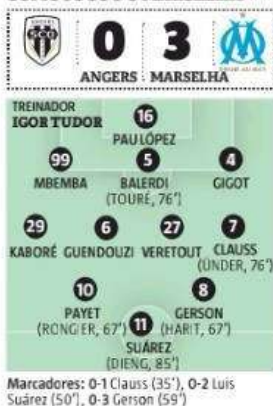 SCO
0 3
ANGERS MARSELHA
TREINADOR
IGOR TUDOR
16
PAU LÓPEZ
99 5 4
MBEMBA BALERDI GIGOT
(TOURÉ, 76')
29 6 27 7
KABORÉ GUENDOUZI VERETOUT CLAUSS
(ÜNDER, 76')
10 8
PAYET GERSON
(RONGIER, 67') 11 (HARIT, 67')
SUÁREZ
(DIENG, 85')
Marcadores: 0-1 Clauss (35'), 0-2 Luis
Suárez (50'), 0-3 Gerson (59')